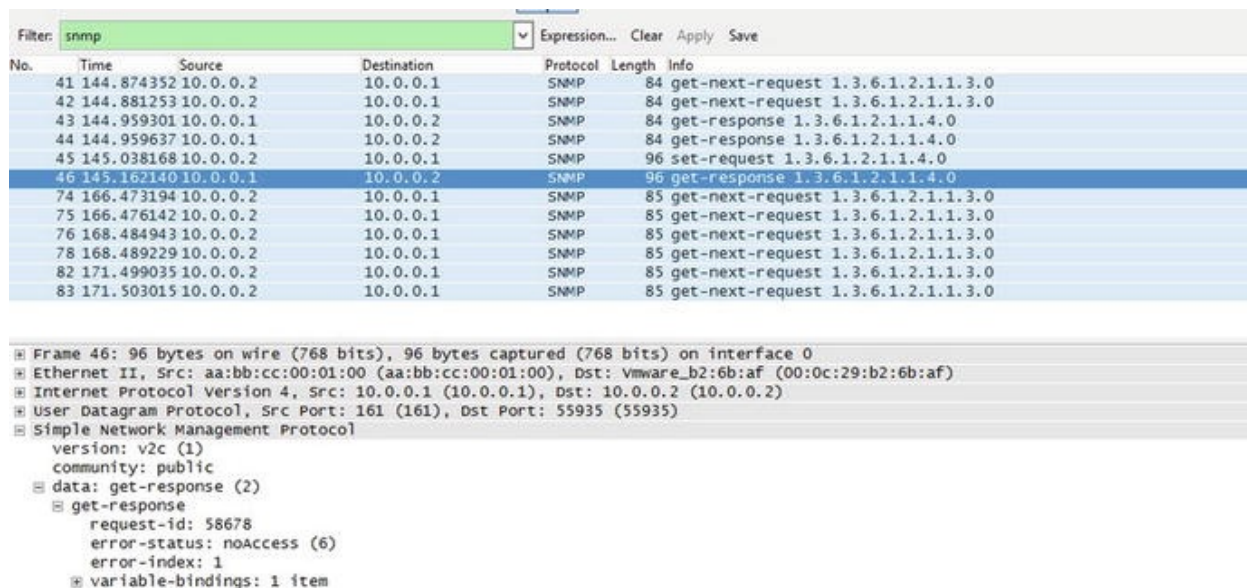 Filter: snmp Expression... Clear Apply Save
No. Time Source Destination Protocol Length Info
41 144.874352 10.0.0.2 10.0.0.1 SNMP 84 get-next-request 1.3.6.1.2.1.1.3.0
42 144.881253 10.0.0.2 10.0.0.1 SNMP 84 get-next-request 1.3.6.1.2.1.1.3.0
43 144.959301 10.0.0.1 10.0.0.2 SNMP 84 get-response 1.3.6.1.2.1.1.4.0
44 144.959637 10.0.0.1 10.0.0.2 SNMP 84 get-response 1.3.6.1.2.1.1.4.0
45 145.038168 10.0.0.2 10.0.0.1 SNMP 96 set-request 1.3.6.1.2.1.1.4.0
46 145.162140 10.0.0.1 10.0.0.2 SNMP 96 get-response 1.3.6.1.2.1.1.4.0
74 166.473194 10.0.0.2 10.0.0.1 SNMP 85 get-next-request 1.3.6.1.2.1.1.3.0
75 166.476142 10.0.0.2 10.0.0.1 SNMP 85 get-next-request 1.3.6.1.2.1.1.3.0
76 168.484943 10.0.0.2 10.0.0.1 SNMP 85 get-next-request 1.3.6.1.2.1.1.3.0
78 168.489229 10.0.0.2 10.0.0.1 SNMP 85 get-next-request 1.3.6.1.2.1.1.3.0
82 171.499035 10.0.0.2 10.0.0.1 SNMP 85 get-next-request 1.3.6.1.2.1.1.3.0
83 171.503015 10.0.0.2 10.0.0.1 SNMP 85 get-next-request 1.3.6.1.2.1.1.3.0
Frame 46: 96 bytes on wire (768 bits), 96 bytes captured (768 bits) on interface 0
Ethernet II, Src: aa:bb:cc:00:01:00 (aa:bb:cc:00:01:00), Dst: Vmware_b2:6b:af (00:0c:29:b2:6b:af)
Internet Protocol Version 4, Src: 10.0.0.1 (10.0.0.1), Dst: 10.0.0.2 (10.0.0.2)
User Datagram Protocol, Src Port: 161 (161), Dst Port: 55935 (55935)
Simple Network Management Protocol
version: v2c (1)
community: public
data: get-response (2)
get-response
request-id: 58678
error-status: noAccess (6)
error-index: 1
variable-bindings: 1 item